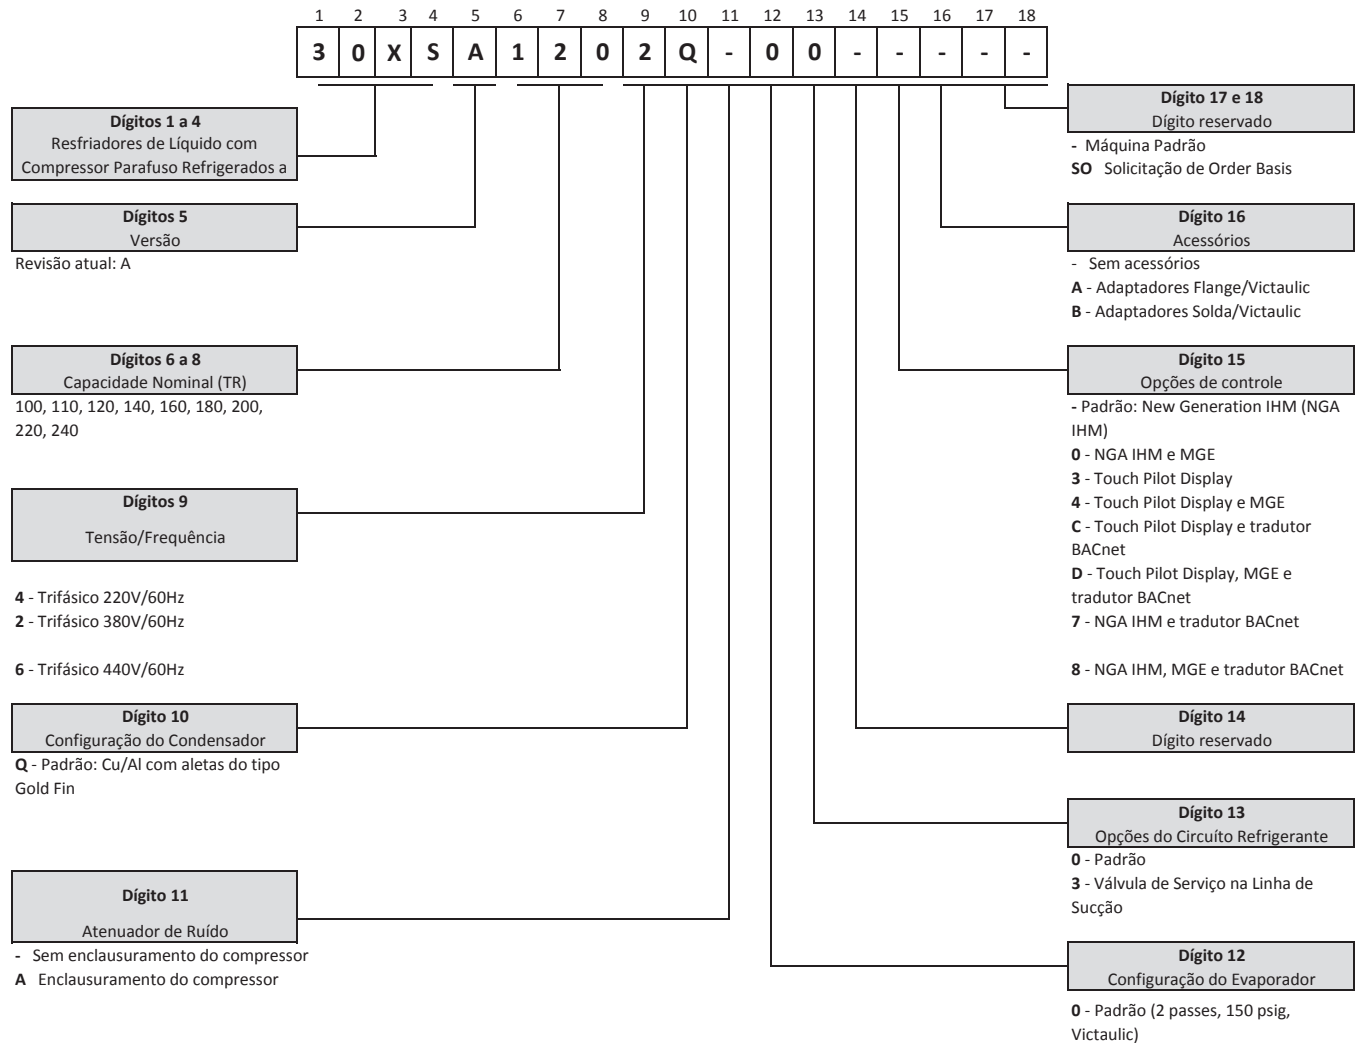 1 2 3 4 5 6 7 8 9 10 11 12 13 14 15 16 17 18
3 0 X S A 1 2 0 2 Q - 0 0 - - - - -
Dígitos 1 a 4
Resfriadores de Líquido com
Compressor Parafuso Refrigerados a
Dígitos 5
Versão
Revisão atual: A
Dígitos 6 a 8
Capacidade Nominal (TR)
100, 110, 120, 140, 160, 180, 200,
220, 240
Dígitos 9
Tensão/Frequência
4 - Trifásico 220V/60Hz
2 - Trifásico 380V/60Hz
6 - Trifásico 440V/60Hz
Dígito 10
Configuração do Condensador
Q - Padrão: Cu/Al com aletas do tipo
Gold Fin
Dígito 11
Atenuador de Ruído
- Sem enclausuramento do compressor
A Enclausuramento do compressor
Dígito 17 e 18
Dígito reservado
- Máquina Padrão
SO Solicitação de Order Basis
Dígito 16
Acessórios
- Sem acessórios
A - Adaptadores Flange/Victaulic
B - Adaptadores Solda/Victaulic
Dígito 15
Opções de controle
- Padrão: New Generation IHM (NGA
IHM)
0 - NGA IHM e MGE
3 - Touch Pilot Display
4 - Touch Pilot Display e MGE
C - Touch Pilot Display e tradutor
BACnet
D - Touch Pilot Display, MGE e
tradutor BACnet
7 - NGA IHM e tradutor BACnet
8 - NGA IHM, MGE e tradutor BACnet
Dígito 14
Dígito reservado
Dígito 13
Opções do Circuíto Refrigerante
0 - Padrão
3 - Válvula de Serviço na Linha de
Sucção
Dígito 12
Configuração do Evaporador
0 - Padrão (2 passes, 150 psig,
Victaulic)